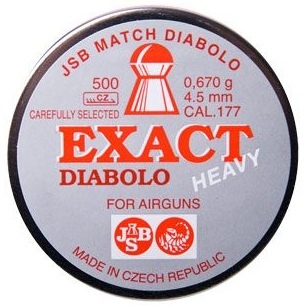 JSB MATCH DIABOLO
500
CZ
CAREFULLY SELECTED
0,670 g
4.5 mm
CAL.177
EXACT
HEAVY
DIABOLO
FOR AIRGUNS
JSB
MADE IN CZECH REPUBLIC